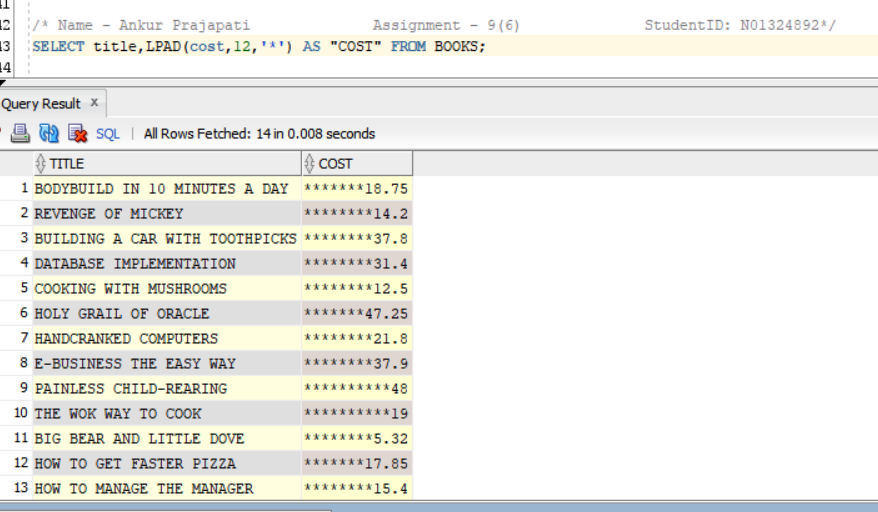 41
42 /* Name - Ankur Prajapati Assignment - 9(6) StudentID: N01324892*/
43 SELECT title,LPAD(cost,12,'*') AS "COST" FROM BOOKS;
44
Query Result x
SQL | All Rows Fetched: 14 in 0.008 seconds
TITLE COST
1 BODYBUILD IN 10 MINUTES A DAY *******18.75
2 REVENGE OF MICKEY ********14.2
3 BUILDING A CAR WITH TOOTHPICKS ********37.8
4 DATABASE IMPLEMENTATION ********31.4
5 COOKING WITH MUSHROOMS ********12.5
6 HOLY GRAIL OF ORACLE *******47.25
7 HANDCRANKED COMPUTERS ********21.8
8 E-BUSINESS THE EASY WAY ********37.9
9 PAINLESS CHILD-REARING **********48
10 THE WOK WAY TO COOK **********19
11 BIG BEAR AND LITTLE DOVE ********5.32
12 HOW TO GET FASTER PIZZA *******17.85
13 HOW TO MANAGE THE MANAGER ********15.4